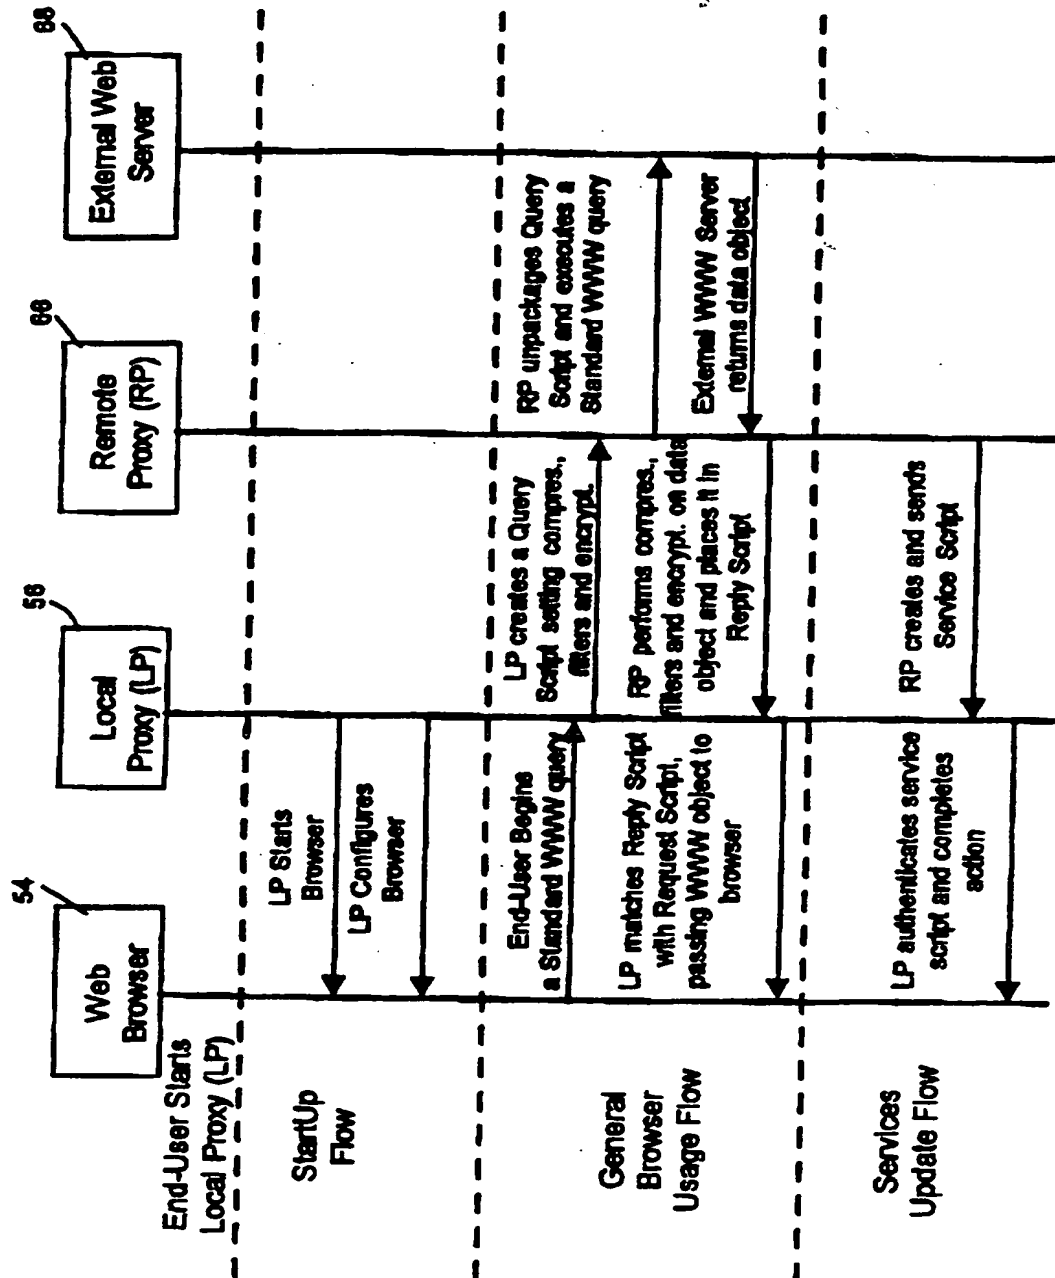 54
Web
Browser
56
Local
Proxy (LP)
66
Remote
Proxy (RP)
68
External Web
Server
End-User Starts
Local Proxy (LP)
StartUp
Flow
LP Starts
Browser
LP Configures
Browser
General
Browser
Usage Flow
End-User Begins
a Standard WWW query
LP creates a Query
Script setting compres.,
filters and encrypt.
RP unpackages Query
Script and executes a
Standard WWW query
External WWW Server
returns data object
RP performs compres.,
filters and encrypt. on data
object and places it in
Reply Script
LP matches Reply Script
with Request Script,
passing WWW object to
browser
Services
Update Flow
RP creates and sends
Service Script
LP authenticates service
script and completes
action